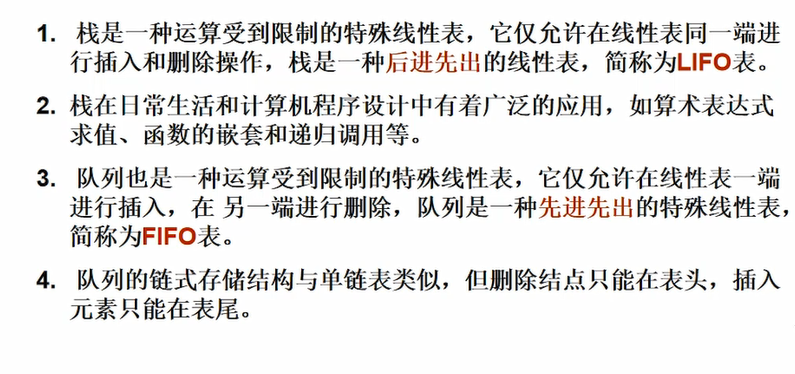 1. 栈是一种运算受到限制的特殊线性表，它仅允许在线性表同一端进
行插入和删除操作，栈是一种后进先出的线性表，简称为LIFO表。
2. 栈在日常生活和计算机程序设计中有着广泛的应用，如算术表达式
求值、函数的嵌套和递归调用等。
3. 队列也是一种运算受到限制的特殊线性表，它仅允许在线性表一端
进行插入，在 另一端进行删除，队列是一种先进先出的特殊线性表，
简称为FIFO表。
4. 队列的链式存储结构与单链表类似，但删除结点只能在表头，插入
元素只能在表尾。